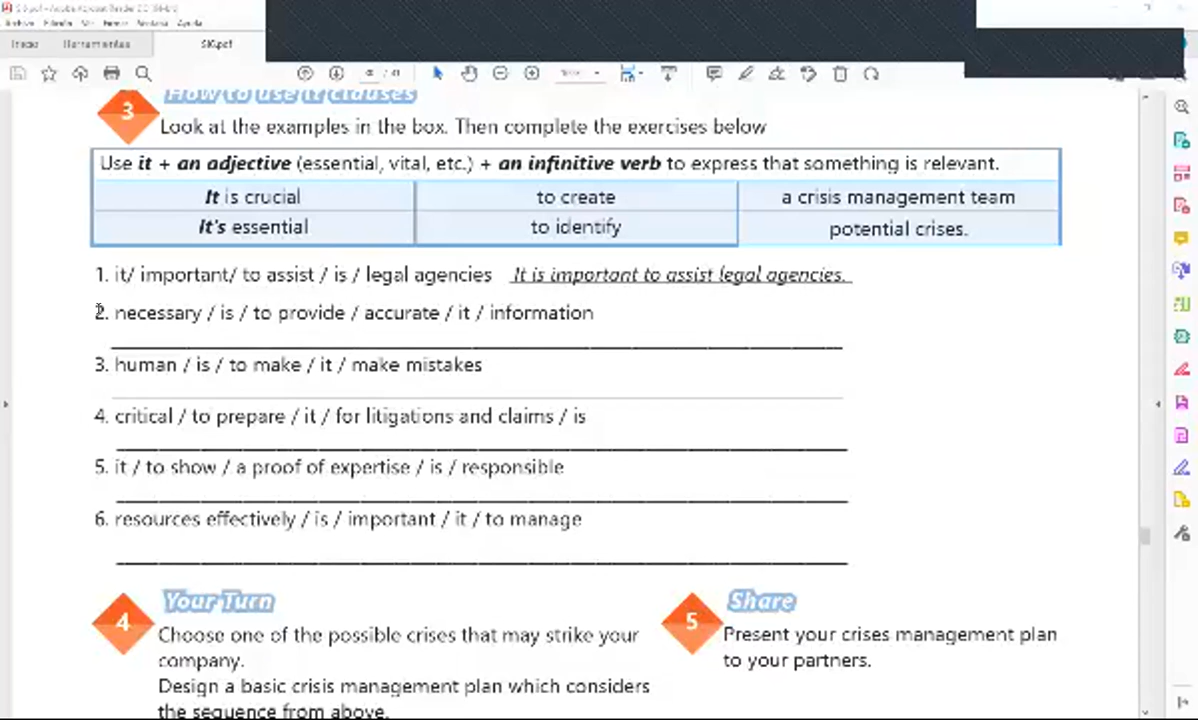 Inicio Herramientas SIG.pdf
3 How to use it clauses
Look at the examples in the box. Then complete the exercises below
Use it + an adjective (essential, vital, etc.) + an infinitive verb to express that something is relevant.
It is crucial to create a crisis management team
It's essential to identify potential crises.
1. it/ important/ to assist / is / legal agencies It is important to assist legal agencies.
2. necessary / is / to provide / accurate / it / information
3. human / is / to make / it / make mistakes
4. critical / to prepare / it / for litigations and claims / is
5. it / to show / a proof of expertise / is / responsible
6. resources effectively / is / important / it / to manage
4 Your Turn
Choose one of the possible crises that may strike your
company.
Design a basic crisis management plan which considers
the sequence from above.
5 Share
Present your crises management plan
to your partners.